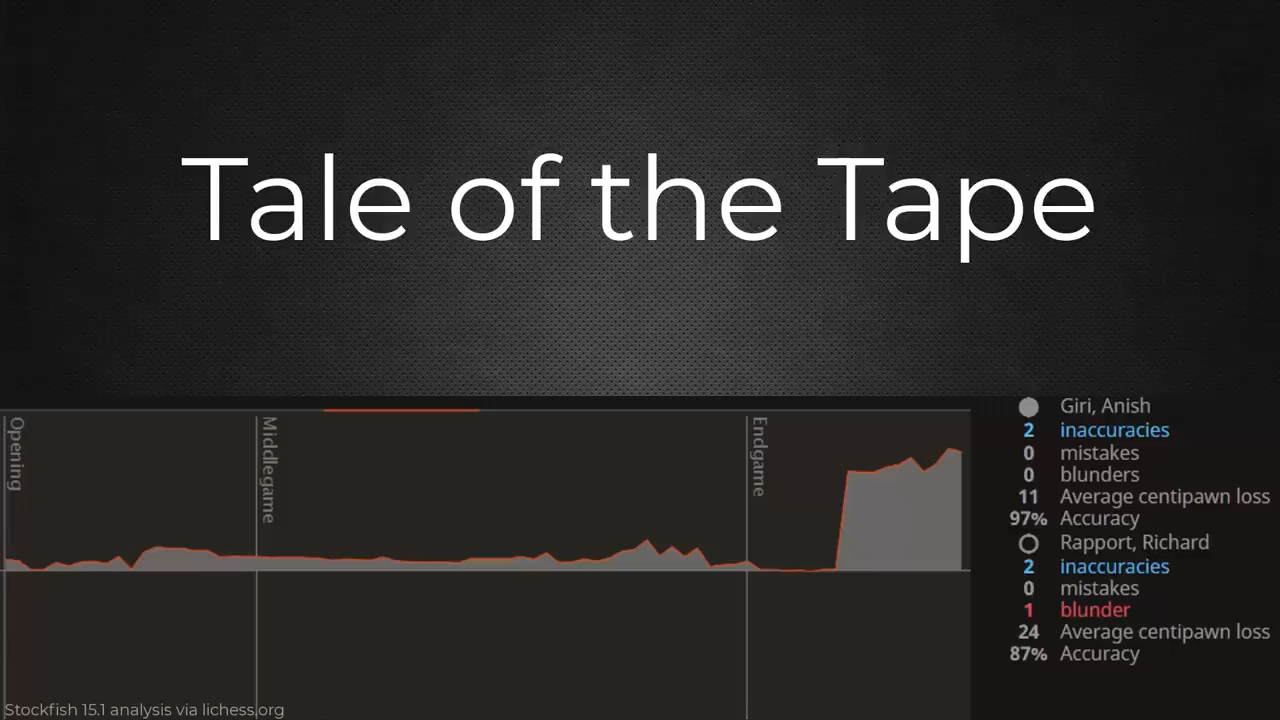 Tale of the Tape
Opening
Middlegame
Endgame
Giri, Anish
2 inaccuracies
0 mistakes
0 blunders
11 Average centipawn loss
97% Accuracy
Rapport, Richard
2 inaccuracies
0 mistakes
1 blunder
24 Average centipawn loss
87% Accuracy
Stockfish 15.1 analysis via lichess.org